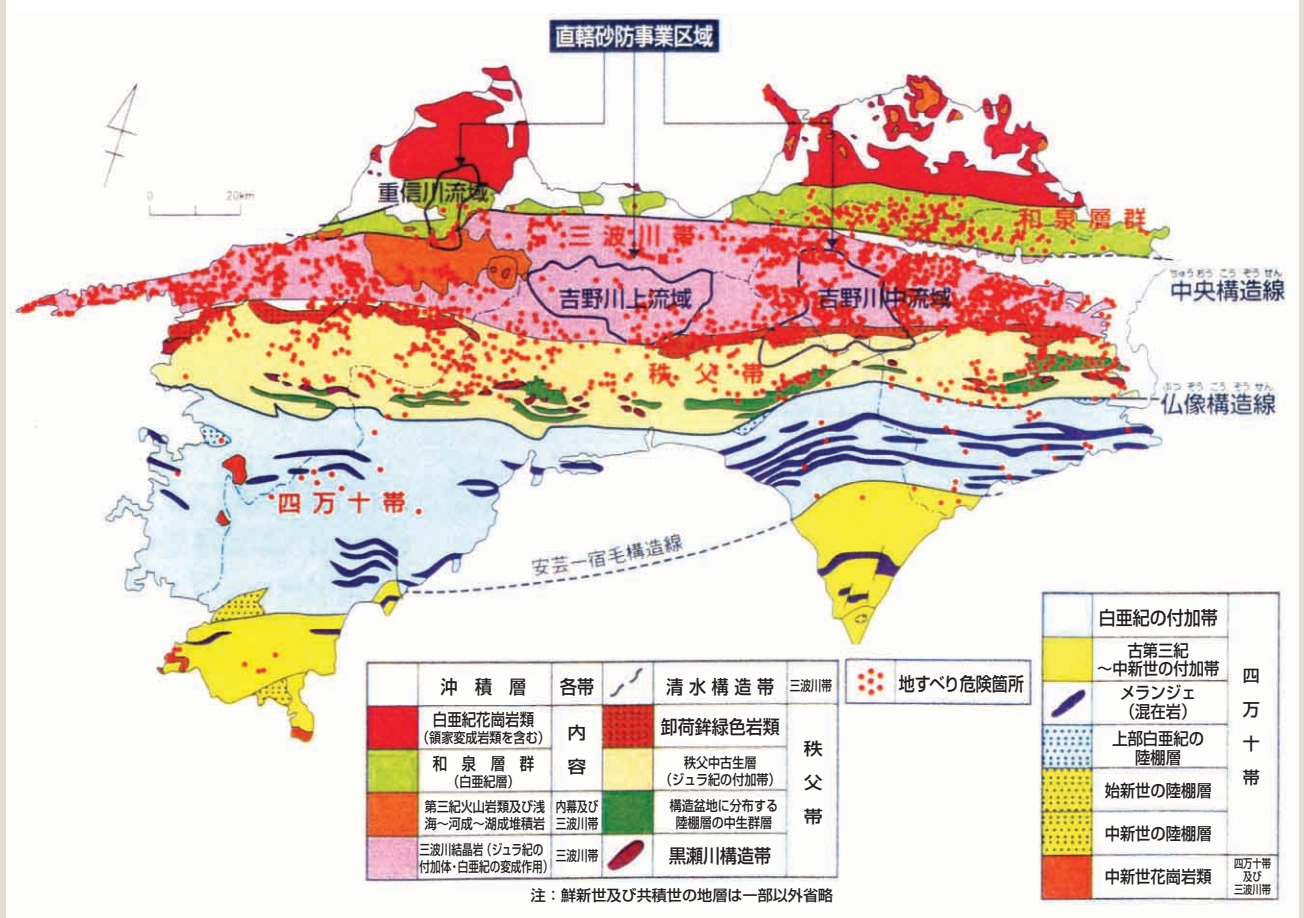 直轄砂防事業区域
0 20km
重信川流域
和泉層群
三波川帯
ちゅうおう こう ぞう せん
中央構造線
吉野川上流域
吉野川中流域
秩父帯
ぶつ ぞう こう ぞう せん
仏像構造線
四万十帯
安芸ー宿毛構造線
沖積層 各帯 清水構造帯 三波川帯
白亜紀花崗岩類
(領家変成岩類を含む)
和泉層群
(白亜紀層)
内容
第三紀火山岩類及び浅
海〜河成〜湖成堆積岩
内幕及び
三波川帯
三波川結晶岩(ジュラ紀の
付加体・白亜紀の変成作用)
三波川帯
卸荷鉾緑色岩類
秩父中古生層
(ジュラ紀の付加帯)
構造盆地に分布する
陸棚層の中生群層
黒瀬川構造帯
秩父帯
地すべり危険箇所
白亜紀の付加帯
古第三紀
〜中新世の付加帯
メランジェ
(混在岩)
上部白亜紀の
陸棚層
始新世の陸棚層
中新世の陸棚層
四万十帯
中新世花崗岩類
四万十帯
及び
三波川帯
注:鮮新世及び共積世の地層は一部以外省略